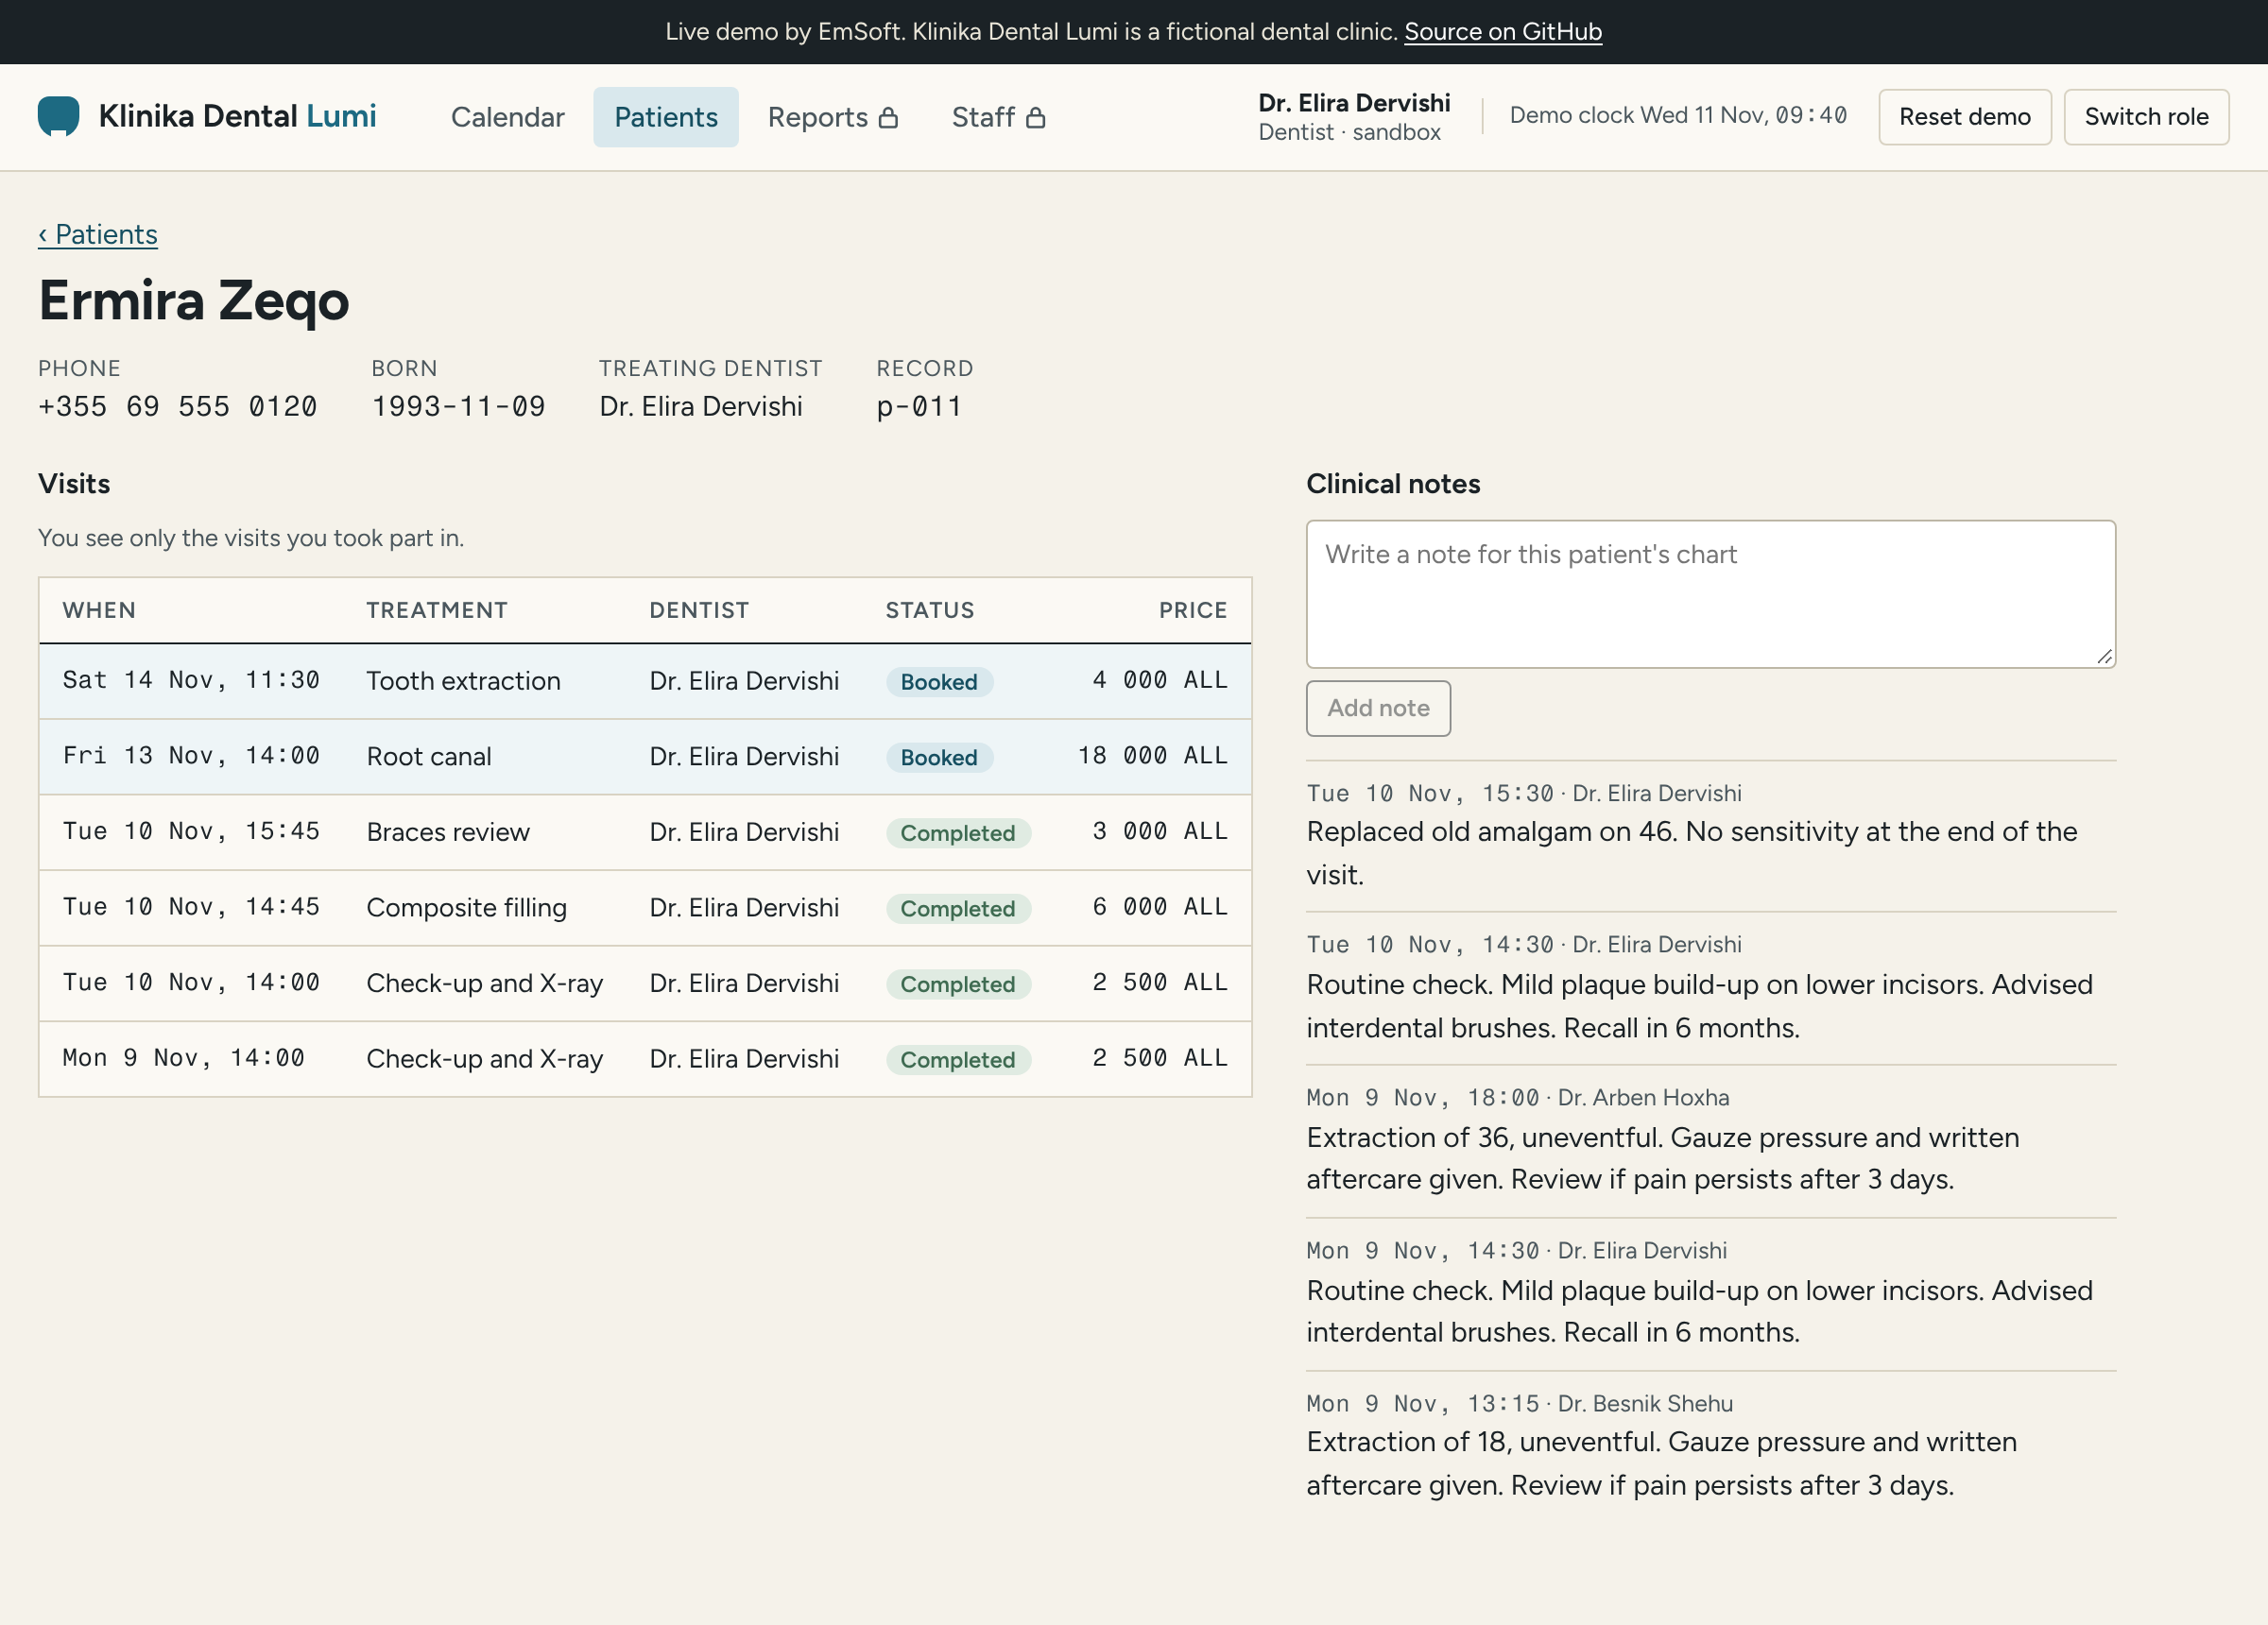 Live demo by EmSoft. Klinika Dental Lumi is a fictional dental clinic. Source on GitHub
Klinika Dental Lumi
Calendar
Patients
Reports
Staff
Dr. Elira Dervishi
Dentist · sandbox
Demo clock Wed 11 Nov, 09:40
Reset demo
Switch role
‹ Patients
Ermira Zeqo
PHONE
+355 69 555 0120
BORN
1993-11-09
TREATING DENTIST
Dr. Elira Dervishi
RECORD
p-011
Visits
You see only the visits you took part in.
WHEN TREATMENT DENTIST STATUS PRICE
Sat 14 Nov, 11:30 Tooth extraction Dr. Elira Dervishi Booked 4 000 ALL
Fri 13 Nov, 14:00 Root canal Dr. Elira Dervishi Booked 18 000 ALL
Tue 10 Nov, 15:45 Braces review Dr. Elira Dervishi Completed 3 000 ALL
Tue 10 Nov, 14:45 Composite filling Dr. Elira Dervishi Completed 6 000 ALL
Tue 10 Nov, 14:00 Check-up and X-ray Dr. Elira Dervishi Completed 2 500 ALL
Mon 9 Nov, 14:00 Check-up and X-ray Dr. Elira Dervishi Completed 2 500 ALL
Clinical notes
Write a note for this patient's chart
Add note
Tue 10 Nov, 15:30 · Dr. Elira Dervishi
Replaced old amalgam on 46. No sensitivity at the end of the
visit.
Tue 10 Nov, 14:30 · Dr. Elira Dervishi
Routine check. Mild plaque build-up on lower incisors. Advised
interdental brushes. Recall in 6 months.
Mon 9 Nov, 18:00 · Dr. Arben Hoxha
Extraction of 36, uneventful. Gauze pressure and written
aftercare given. Review if pain persists after 3 days.
Mon 9 Nov, 14:30 · Dr. Elira Dervishi
Routine check. Mild plaque build-up on lower incisors. Advised
interdental brushes. Recall in 6 months.
Mon 9 Nov, 13:15 · Dr. Besnik Shehu
Extraction of 18, uneventful. Gauze pressure and written
aftercare given. Review if pain persists after 3 days.